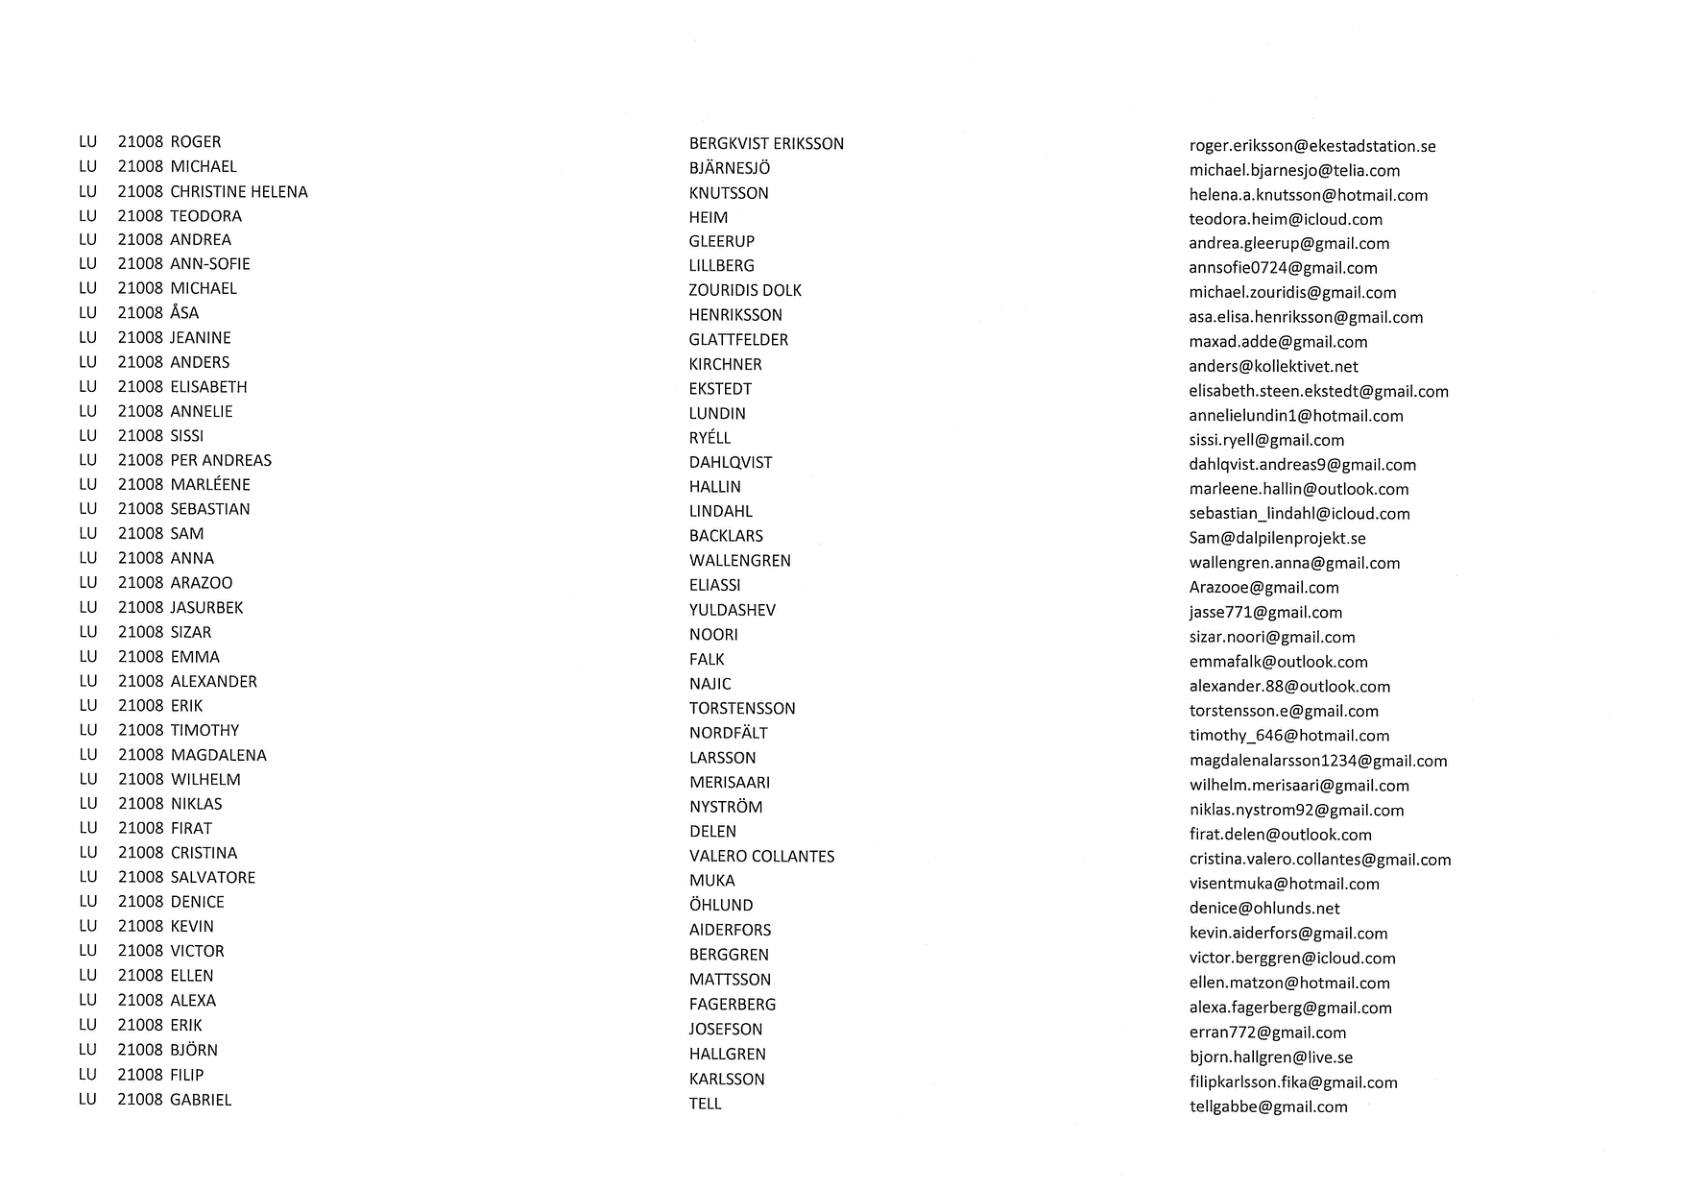 LU 21008 ROGER BERGKVIST ERIKSSON roger.eriksson@ekestadstation.se
LU 21008 MICHAEL BJÄRNESJÖ michael.bjarnesjo@telia.com
LU 21008 CHRISTINE HELENA KNUTSSON helena.a.knutsson@hotmail.com
LU 21008 TEODORA HEIM teodora.heim@icloud.com
LU 21008 ANDREA GLEERUP andrea.gleerup@gmail.com
LU 21008 ANN-SOFIE LILLBERG annsofie0724@gmail.com
LU 21008 MICHAEL ZOURIDIS DOLK michael.zouridis@gmail.com
LU 21008 ÅSA HENRIKSSON asa.elisa.henriksson@gmail.com
LU 21008 JEANINE GLATTFELDER maxad.adde@gmail.com
LU 21008 ANDERS KIRCHNER anders@kollektivet.net
LU 21008 ELISABETH EKSTEDT elisabeth.steen.ekstedt@gmail.com
LU 21008 ANNELIE LUNDIN annelielundin1@hotmail.com
LU 21008 SISSI RYÉLL sissi.ryell@gmail.com
LU 21008 PER ANDREAS DAHLQVIST dahlqvist.andreas9@gmail.com
LU 21008 MARLÉENE HALLIN marleene.hallin@outlook.com
LU 21008 SEBASTIAN LINDAHL sebastian_lindahl@icloud.com
LU 21008 SAM BACKLARS Sam@dalpilenprojekt.se
LU 21008 ANNA WALLENGREN wallengren.anna@gmail.com
LU 21008 ARAZOO ELIASSI Arazooe@gmail.com
LU 21008 JASURBEK YULDASHEV jasse771@gmail.com
LU 21008 SIZAR NOORI sizar.noori@gmail.com
LU 21008 EMMA FALK emmafalk@outlook.com
LU 21008 ALEXANDER NAJIC alexander.88@outlook.com
LU 21008 ERIK TORSTENSSON torstensson.e@gmail.com
LU 21008 TIMOTHY NORDFÄLT timothy_646@hotmail.com
LU 21008 MAGDALENA LARSSON magdalenalarsson1234@gmail.com
LU 21008 WILHELM MERISAARI wilhelm.merisaari@gmail.com
LU 21008 NIKLAS NYSTRÖM niklas.nystrom92@gmail.com
LU 21008 FIRAT DELEN firat.delen@outlook.com
LU 21008 CRISTINA VALERO COLLANTES cristina.valero.collantes@gmail.com
LU 21008 SALVATORE MUKA visentmuka@hotmail.com
LU 21008 DENICE ÖHLUND denice@ohlunds.net
LU 21008 KEVIN AIDERFORS kevin.aiderfors@gmail.com
LU 21008 VICTOR BERGGREN victor.berggren@icloud.com
LU 21008 ELLEN MATTSSON ellen.matzon@hotmail.com
LU 21008 ALEXA FAGERBERG alexa.fagerberg@gmail.com
LU 21008 ERIK JOSEFSON erran772@gmail.com
LU 21008 BJÖRN HALLGREN bjorn.hallgren@live.se
LU 21008 FILIP KARLSSON filipkarlsson.fika@gmail.com
LU 21008 GABRIEL TELL tellgabbe@gmail.com